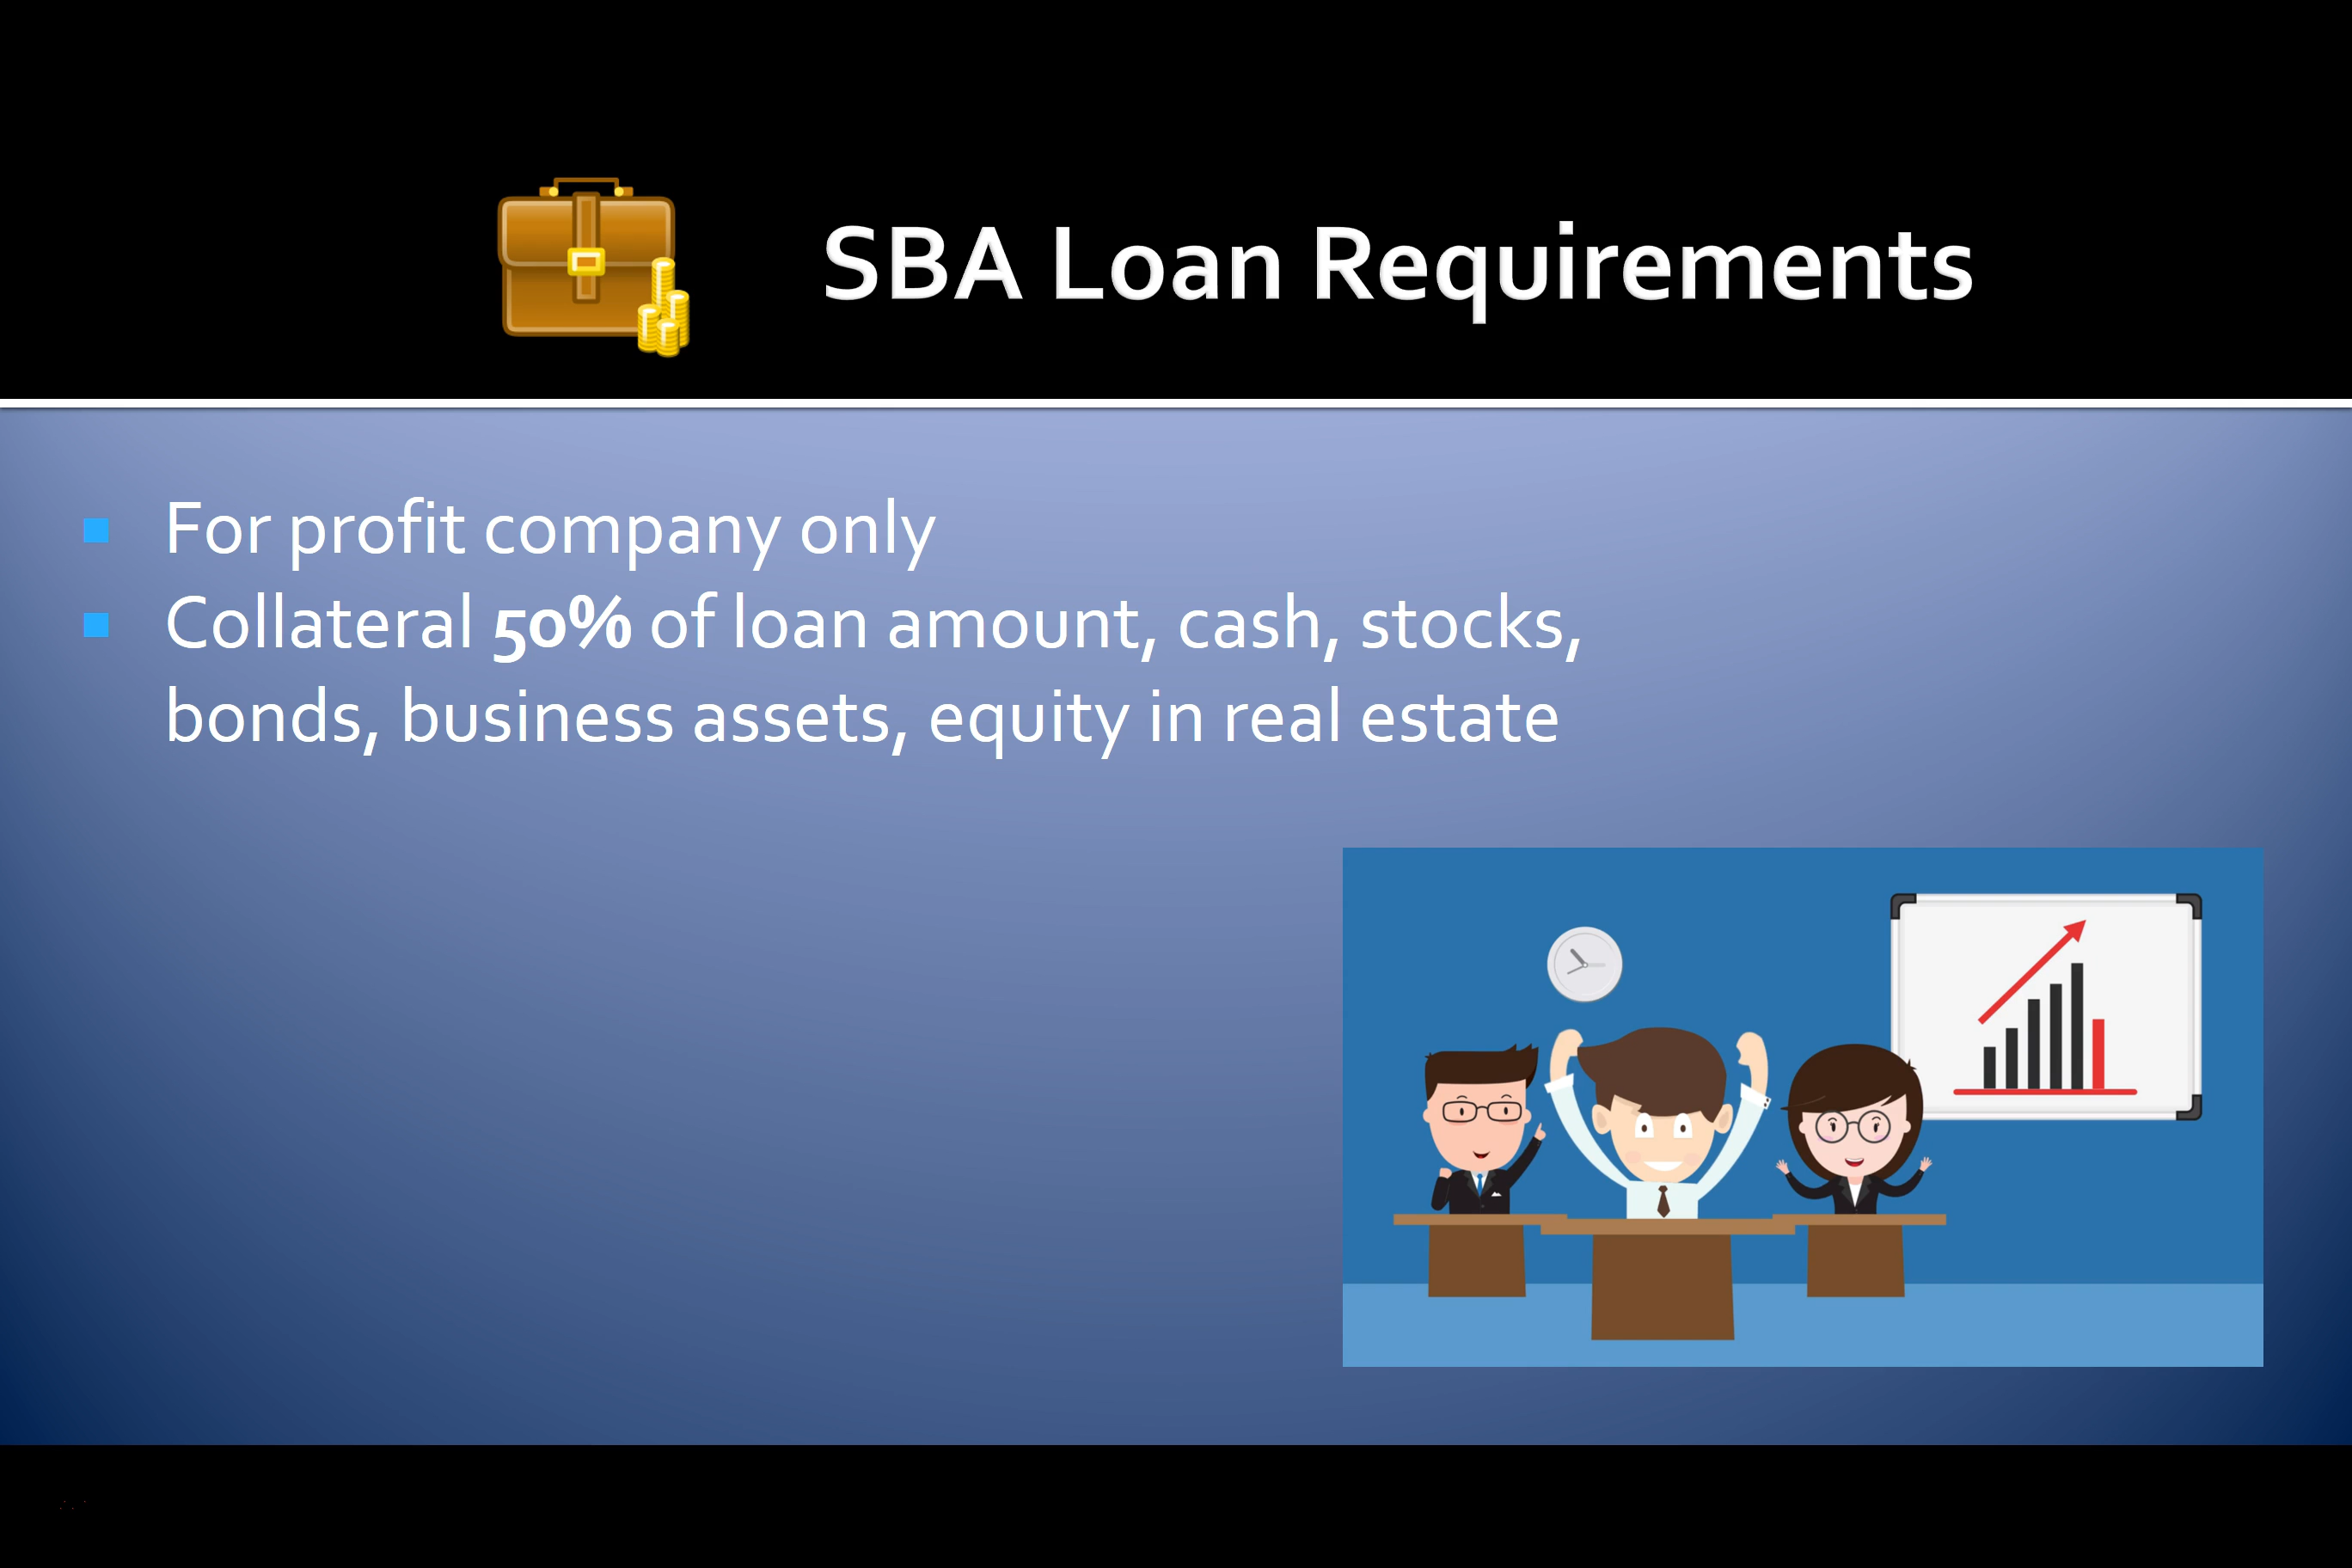 SBA Loan Requirements
For profit company only
Collateral 50% of loan amount, cash, stocks,
bonds, business assets, equity in real estate